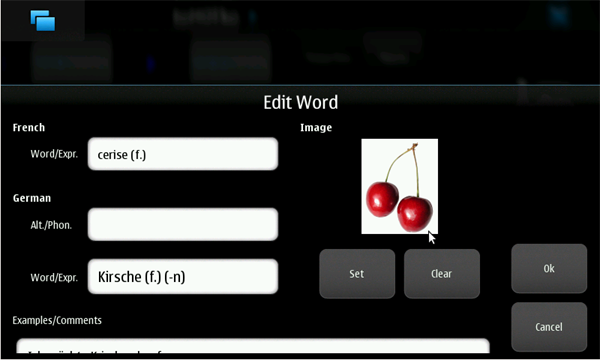 Edit Word
French
Image
Word/Expr.
cerise (f.)
German
Alt./Phon.
Word/Expr.
Kirsche (f.) (-n)
Set
Clear
Ok
Examples/Comments
Cancel